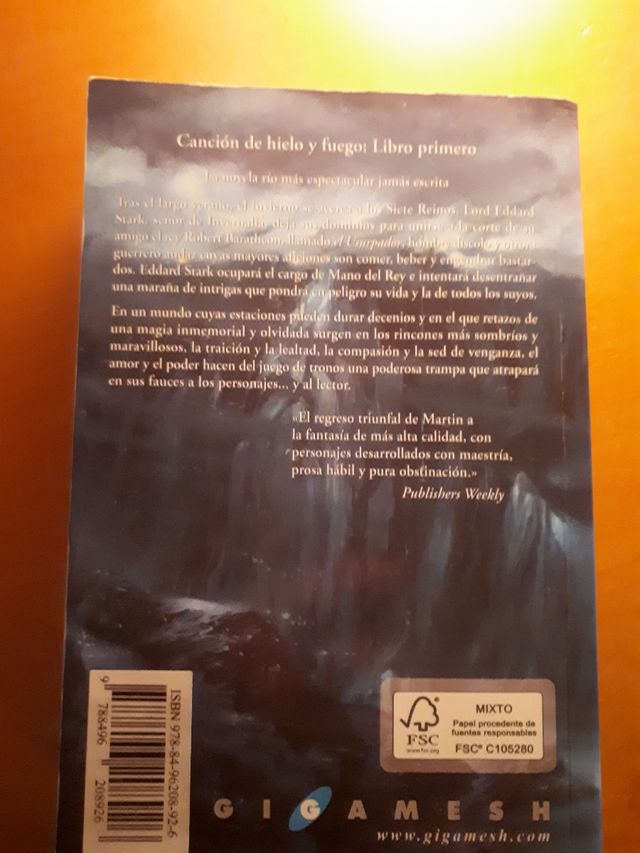 Canción de hielo y fuego: Libro primero
La novela río más espectacular jamás escrita
Tras el largo verano, el invierno se acerca a los Siete Reinos. Lord Eddard
Stark, señor de Invernalia, deja sus dominios para unirse a la corte de su
amigo el rey Robert Baratheon, llamado el Usurpador, hombre díscolo y otrora
guerrero audaz cuyas mayores aficiones son comer, beber y engendrar bastar-
dos. Eddard Stark ocupará el cargo de Mano del Rey e intentará desentrañar
una maraña de intrigas que pondrá en peligro su vida y la de todos los suyos.
En un mundo cuyas estaciones pueden durar decenios y en el que retazos de
una magia inmemorial y olvidada surgen en los rincones más sombríos y
maravillosos, la traición y la lealtad, la compasión y la sed de venganza, el
amor y el poder hacen del juego de tronos una poderosa trampa que atrapará
en sus fauces a los personajes... y al lector.
«El regreso triunfal de Martin a
la fantasía de más alta calidad, con
personajes desarrollados con maestría,
prosa hábil y pura obstinación.»
Publishers Weekly
ISBN 978-84-96208-92-6
9 788496 208926
FSC
www.fsc.org
MIXTO
Papel procedente de
fuentes responsables
FSC® C105280
GIGAMESH
www.gigamesh.com